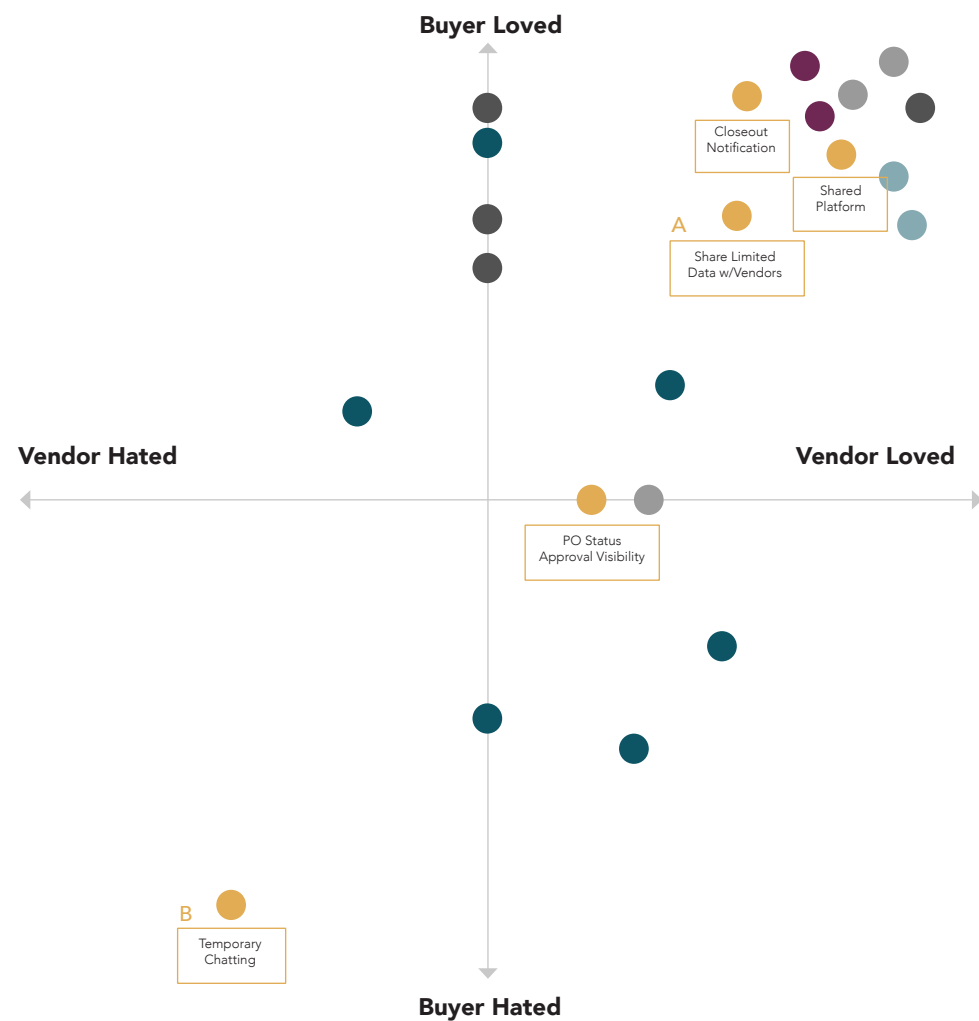 Buyer Loved
Closeout
Notification
Shared
Platform
A
Share Limited
Data w/Vendors
Vendor Hated
Vendor Loved
PO Status
Approval Visibility
B
Temporary
Chatting
Buyer Hated